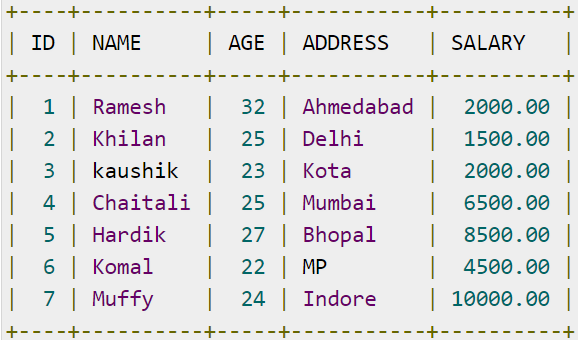 +----+----------+-----+-----------+----------+
| ID | NAME     | AGE | ADDRESS   | SALARY   |
+----+----------+-----+-----------+----------+
|  1 | Ramesh   |  32 | Ahmedabad |  2000.00 |
|  2 | Khilan   |  25 | Delhi     |  1500.00 |
|  3 | kaushik  |  23 | Kota      |  2000.00 |
|  4 | Chaitali |  25 | Mumbai    |  6500.00 |
|  5 | Hardik   |  27 | Bhopal    |  8500.00 |
|  6 | Komal    |  22 | MP        |  4500.00 |
|  7 | Muffy    |  24 | Indore    | 10000.00 |
+----+----------+-----+-----------+----------+